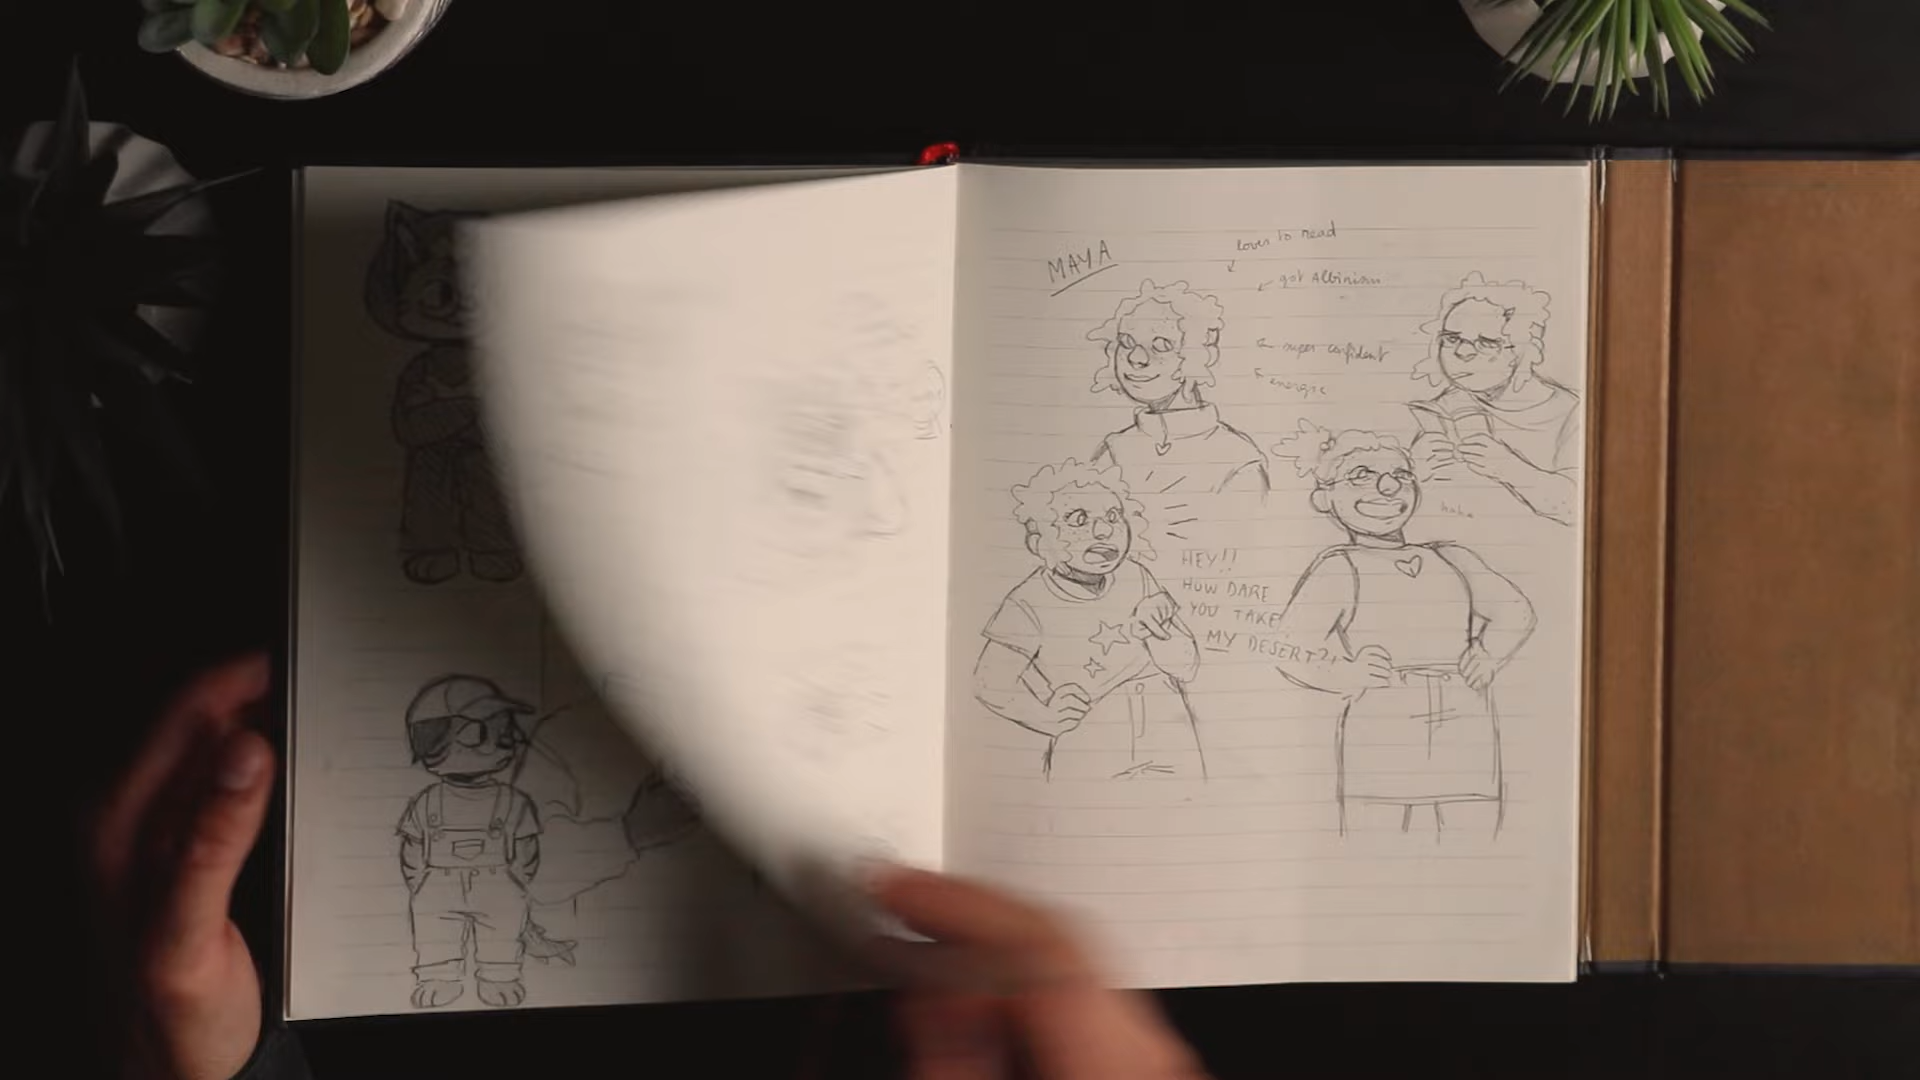 MAYA
loves to read
got Albinism
super confident
energic
haha
HEY!!
HOW DARE
YOU TAKE
MY DESERT?!